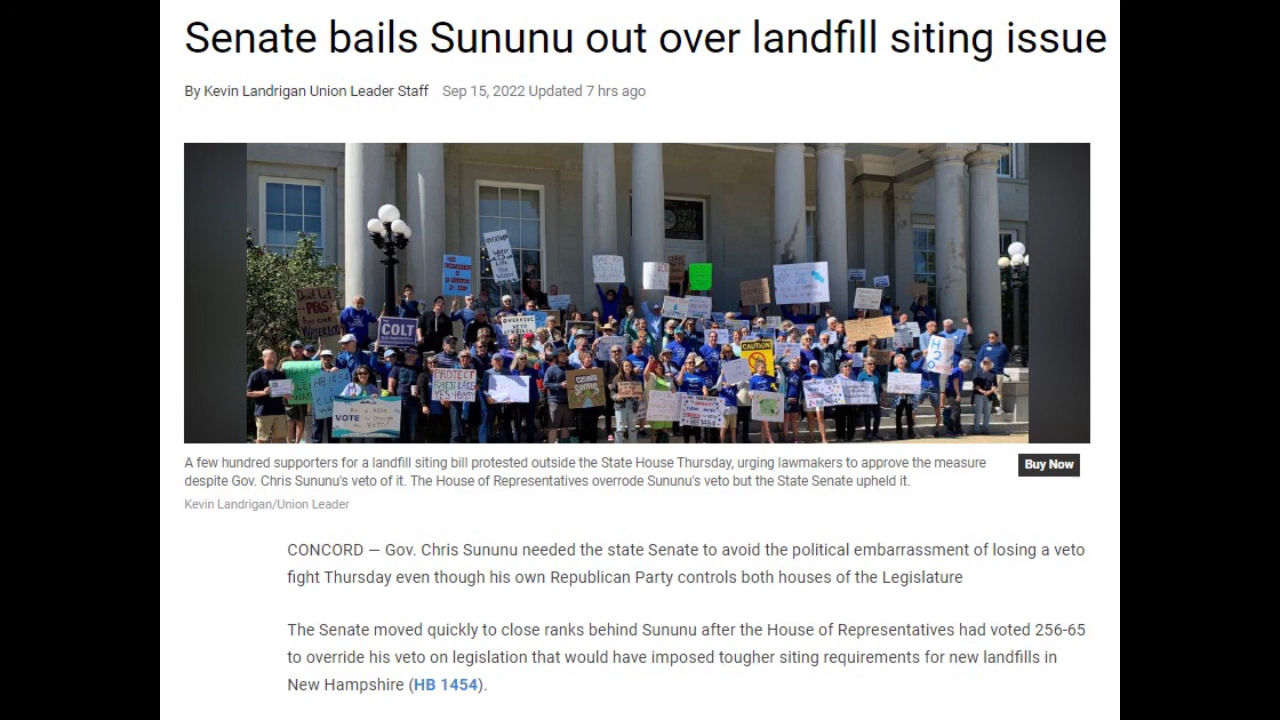 Senate bails Sununu out over landfill siting issue
By Kevin Landrigan Union Leader Staff Sep 15, 2022 Updated 7 hrs ago
COLT
PROTECT
CAUTION
H2O
VOTE
VETO!
A few hundred supporters for a landfill siting bill protested outside the State House Thursday, urging lawmakers to approve the measure
despite Gov. Chris Sununu's veto of it. The House of Representatives overrode Sununu's veto but the State Senate upheld it.
Buy Now
Kevin Landrigan/Union Leader
CONCORD — Gov. Chris Sununu needed the state Senate to avoid the political embarrassment of losing a veto
fight Thursday even though his own Republican Party controls both houses of the Legislature
The Senate moved quickly to close ranks behind Sununu after the House of Representatives had voted 256-65
to override his veto on legislation that would have imposed tougher siting requirements for new landfills in
New Hampshire (HB 1454).